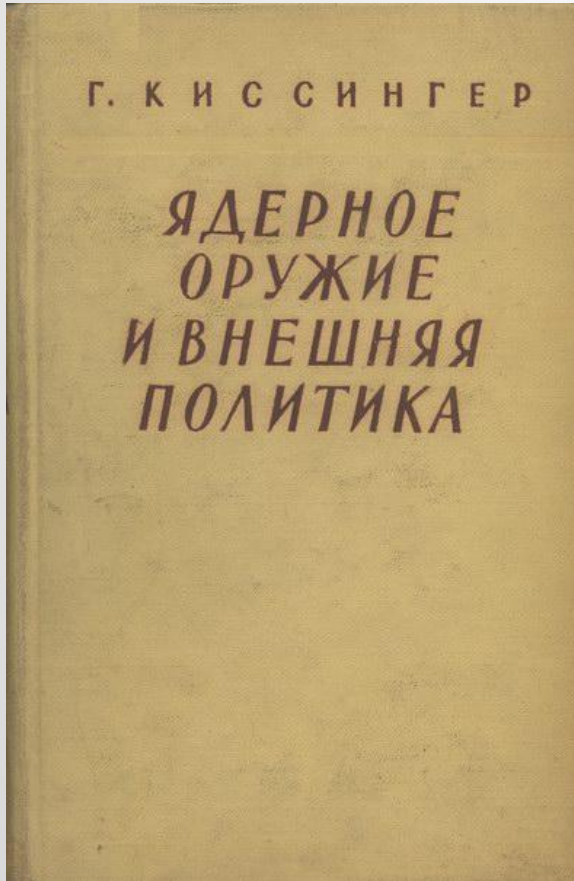 Г. КИССИНГЕР
ЯДЕРНОЕ
ОРУЖИЕ
И ВНЕШНЯЯ
ПОЛИТИКА